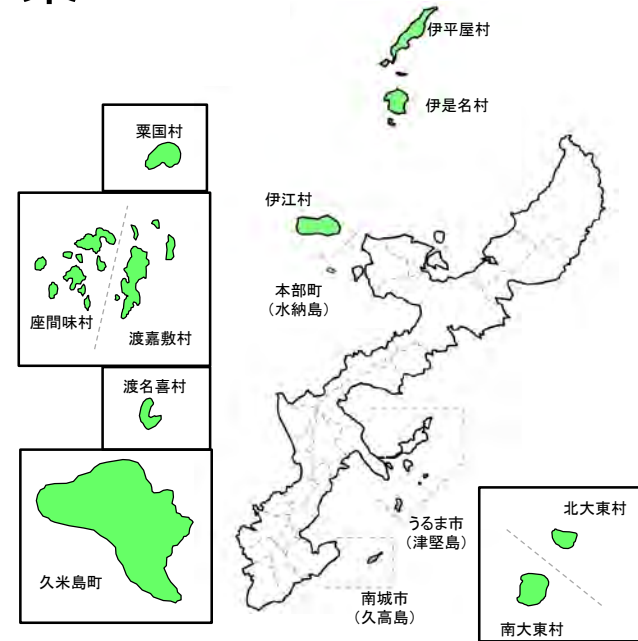 伊平屋村
伊是名村
粟国村
伊江村
本部町
（水納島）
座間味村
渡嘉敷村
渡名喜村
久米島町
うるま市
（津堅島）
南城市
（久高島）
北大東村
南大東村